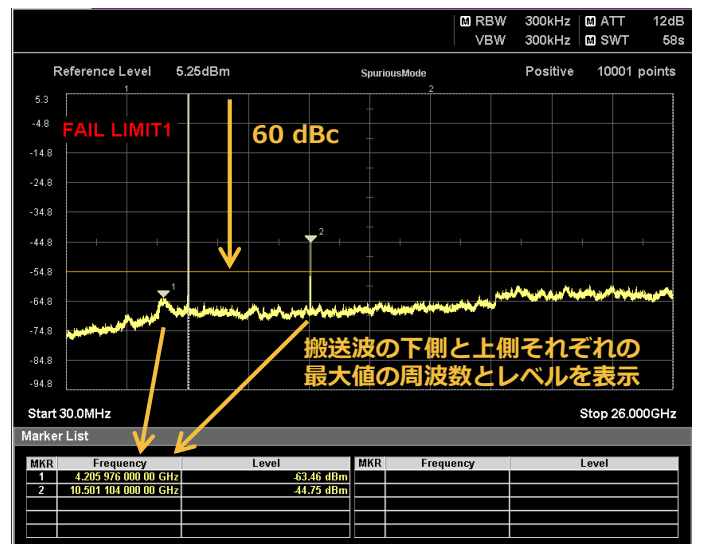 M RBW 300kHz M ATT 12dB
VBW 300kHz M SWT 58s
Reference Level 5.25dBm SpuriousMode Positive 10001 points
1 2
5.3
-4.8
FAIL LIMIT1
60 dBc
-14.8
-24.8
-34.8
2
-44.8
-54.8
1
-64.8
-74.8
搬送波の下側と上側それぞれの
最大値の周波数とレベルを表示
-84.8
-94.8
Start 30.0MHz Stop 26.000GHz
Marker List
MKR Frequency Level MKR Frequency Level
1 4.205 976 000 00 GHz -63.46 dBm
2 10.501 104 000 00 GHz -44.75 dBm